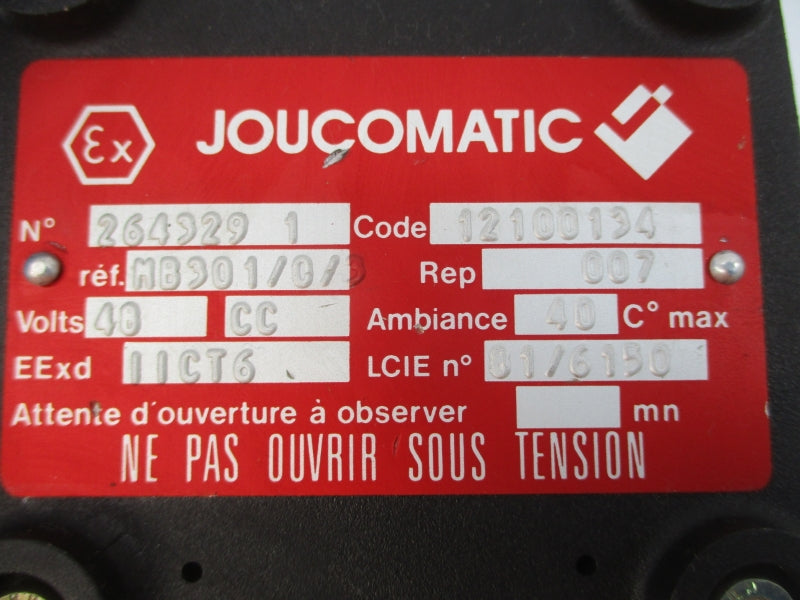 Ex JOUCOMATIC
N° 264329 1 Code 12100134
réf. MB301/0/3 Rep 007
Volts 48 CC Ambiance 40 C° max
EExd IICT6 LCIE n° 81/6150
Attente d'ouverture à observer mn
NE PAS OUVRIR SOUS TENSION